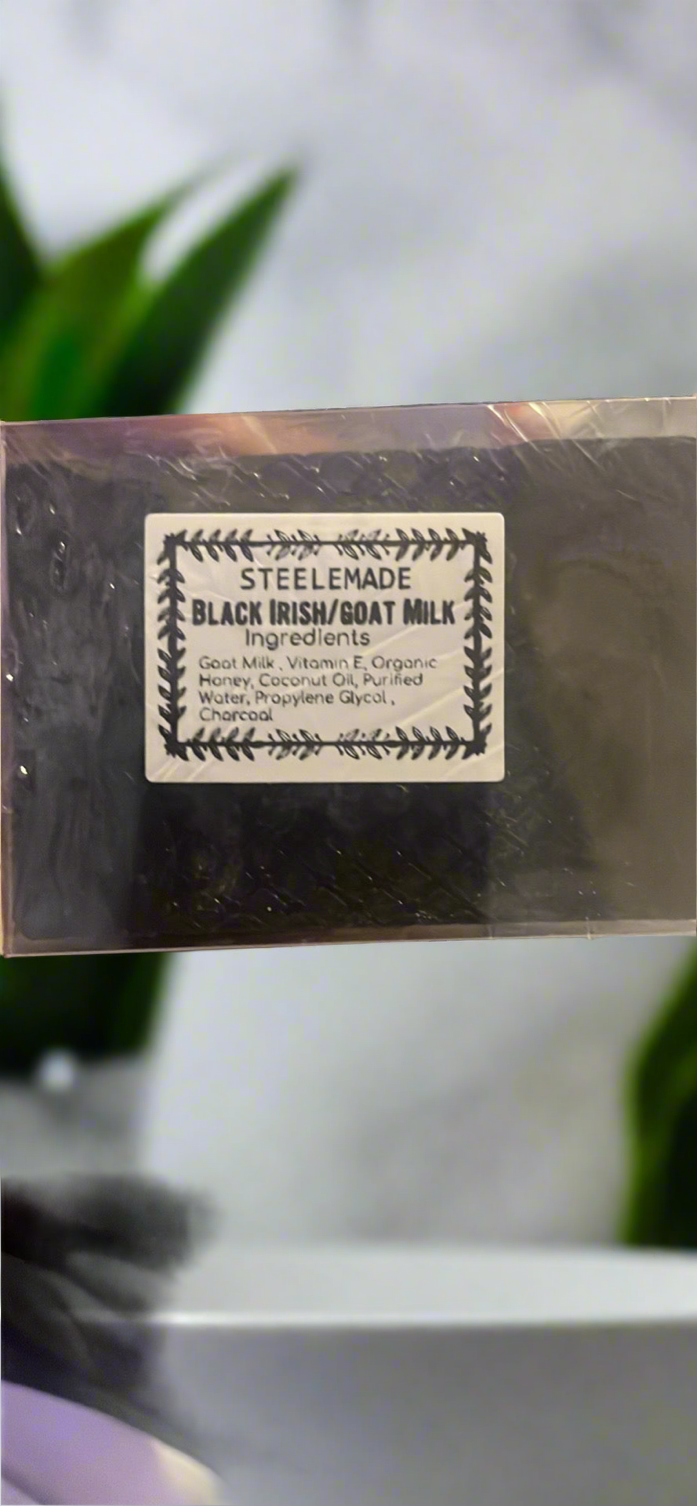 STEELEMADE
BLACK IRISH/GOAT MILK
Ingredients
Goat Milk , Vitamin E, Organic
Honey, Coconut Oil, Purified
Water, Propylene Glycol ,
Charcoal